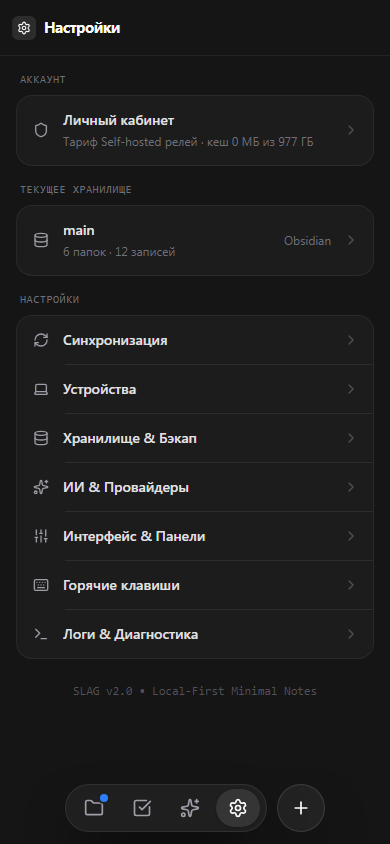 Настройки
АККАУНТ
Личный кабинет
Тариф Self-hosted релей · кеш 0 МБ из 977 ГБ
ТЕКУЩЕЕ ХРАНИЛИЩЕ
main
Obsidian
6 папок · 12 записей
НАСТРОЙКИ
Синхронизация
Устройства
Хранилище & Бэкап
ИИ & Провайдеры
Интерфейс & Панели
Горячие клавиши
Логи & Диагностика
SLAG v2.0 • Local-First Minimal Notes